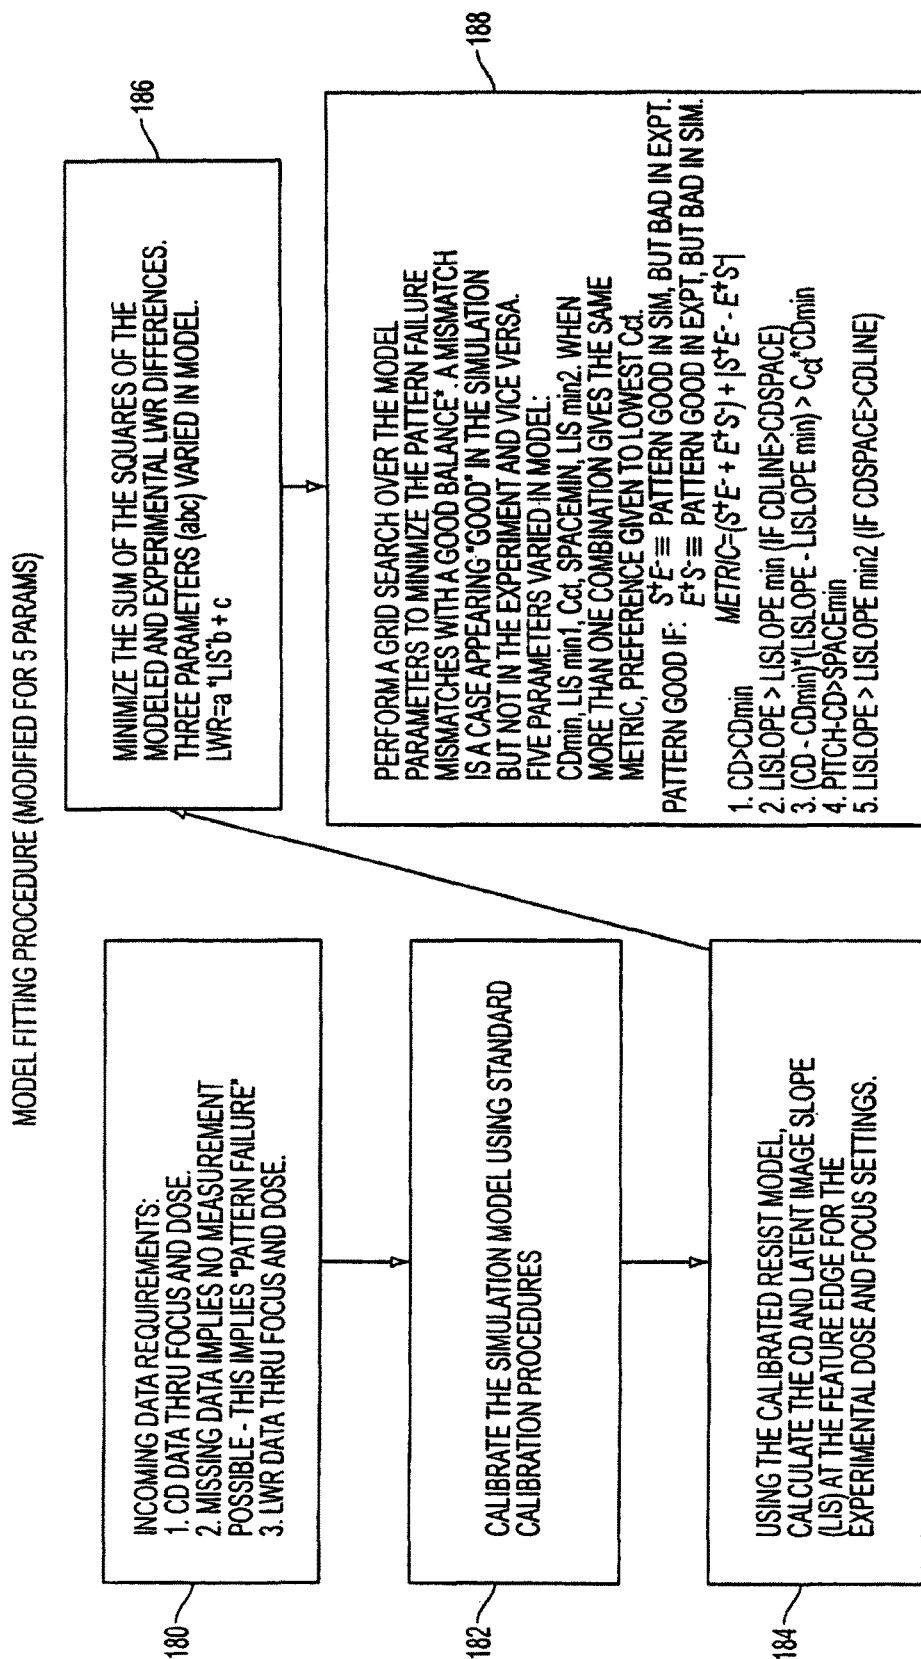 MODEL FITTING PROCEDURE (MODIFIED FOR 5 PARAMS)
180
INCOMING DATA REQUIREMENTS:
1. CD DATA THRU FOCUS AND DOSE.
2. MISSING DATA IMPLIES NO MEASUREMENT
POSSIBLE - THIS IMPLIES "PATTERN FAILURE"
3. LWR DATA THRU FOCUS AND DOSE.
182
CALIBRATE THE SIMULATION MODEL USING STANDARD
CALIBRATION PROCEDURES
184
USING THE CALIBRATED RESIST MODEL,
CALCULATE THE CD AND LATENT IMAGE SLOPE
(LIS) AT THE FEATURE EDGE FOR THE
EXPERIMENTAL DOSE AND FOCUS SETTINGS.
186
MINIMIZE THE SUM OF THE SQUARES OF THE
MODELED AND EXPERIMENTAL LWR DIFFERENCES.
THREE PARAMETERS (abc) VARIED IN MODEL.
LWR=a *LIS^b + c
188
PERFORM A GRID SEARCH OVER THE MODEL
PARAMETERS TO MINIMIZE THE PATTERN FAILURE
MISMATCHES WITH A GOOD BALANCE*. A MISMATCH
IS A CASE APPEARING "GOOD" IN THE SIMULATION
BUT NOT IN THE EXPERIMENT AND VICE VERSA.
FIVE PARAMETERS VARIED IN MODEL:
CDmin, LIS min1, Cct, SPACEMIN, LIS min2. WHEN
MORE THAN ONE COMBINATION GIVES THE SAME
METRIC, PREFERENCE GIVEN TO LOWEST Cct.
PATTERN GOOD IF: S⁺E⁻ ≡ PATTERN GOOD IN SIM, BUT BAD IN EXPT.
E⁺S⁻ ≡ PATTERN GOOD IN EXPT, BUT BAD IN SIM.
METRIC=(S⁺E⁻ + E⁺S⁻) + |S⁺E⁻ - E⁺S⁻|
1. CD>CDmin
2. LISLOPE > LISLOPE min (IF CDLINE>CDSPACE)
3. (CD - CDmin)*(LISLOPE - LISLOPE min) > Cct*CDmin
4. PITCH-CD>SPACEmin
5. LISLOPE > LISLOPE min2 (IF CDSPACE>CDLINE)